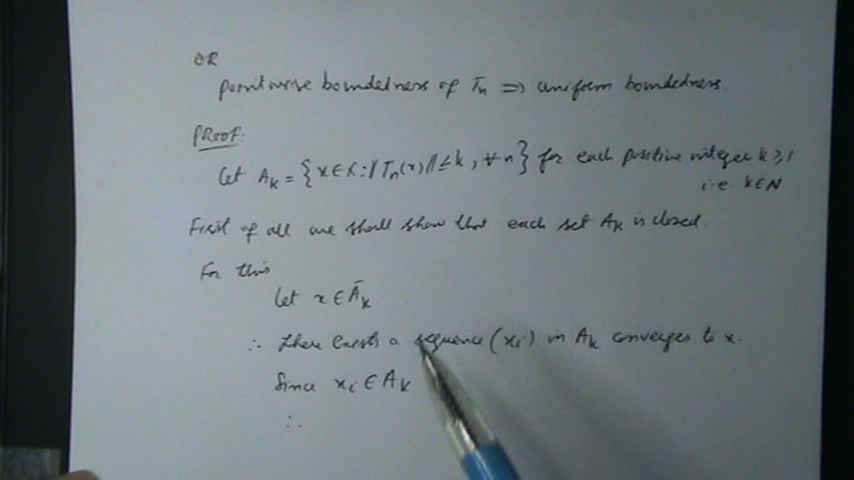 OR
pointwise boundedness of Tn ⇒ uniform boundedness.
PROOF:
Let Ak = {x ∈ X : ||Tn(x)|| ≤ k, ∀ n} for each positive integer k ≥ 1
i.e. k ∈ N
First of all we shall show that each set Ak is closed.
For this
Let x ∈ Āk
∴ there exists a sequence (xi) in Ak converges to x.
Since xi ∈ Ak
∴